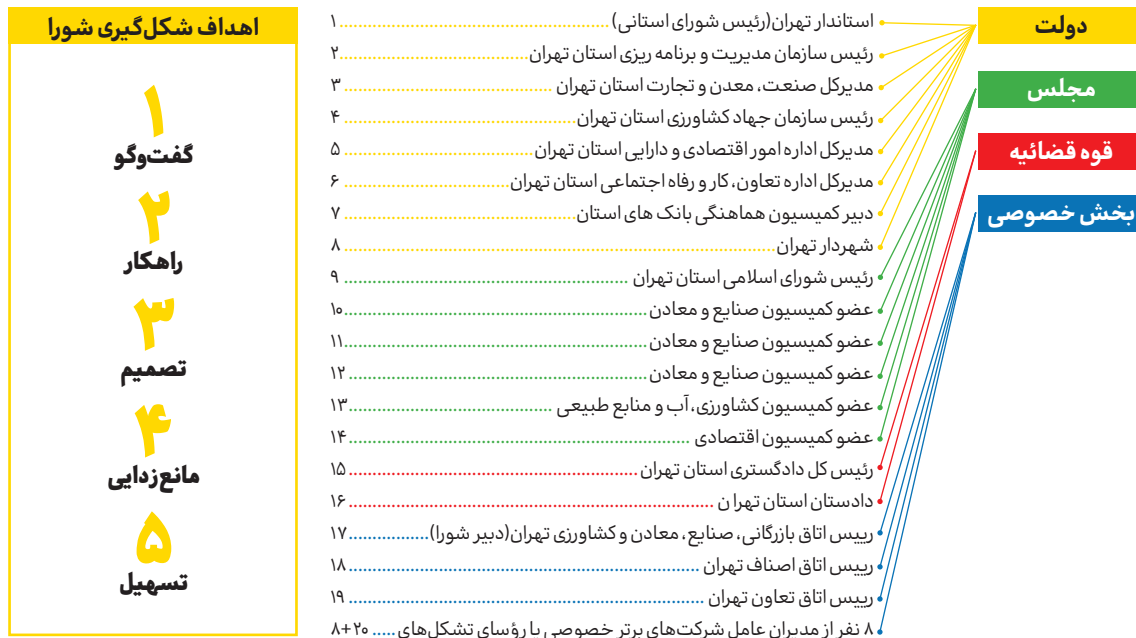 دولت
مجلس
قوه قضائیه
بخش خصوصی
استاندار تهران(رئیس شورای استانی) ۱
رئیس سازمان مدیریت و برنامه ریزی استان تهران ۲
مدیرکل صنعت، معدن و تجارت استان تهران ۳
رئیس سازمان جهاد کشاورزی استان تهران ۴
مدیرکل اداره امور اقتصادی و دارایی استان تهران ۵
مدیرکل اداره تعاون، کار و رفاه اجتماعی استان تهران ۶
دبیر کمیسیون هماهنگی بانک های استان ۷
شهردار تهران ۸
رئیس شورای اسلامی استان تهران ۹
عضو کمیسیون صنایع و معادن ۱۰
عضو کمیسیون صنایع و معادن ۱۱
عضو کمیسیون صنایع و معادن ۱۲
عضو کمیسیون کشاورزی، آب و منابع طبیعی ۱۳
عضو کمیسیون اقتصادی ۱۴
رئیس کل دادگستری استان تهران ۱۵
دادستان استان تهران ۱۶
رییس اتاق بازرگانی، صنایع، معادن و کشاورزی تهران(دبیر شورا) ۱۷
رییس اتاق اصناف تهران ۱۸
رییس اتاق تعاون تهران ۱۹
۸ نفر از مدیران عامل شرکت‌های برتر خصوصی یا رؤسای تشکل‌های ۲۰+۸
اهداف شکل‌گیری شورا
۱
گفت‌وگو
۲
راهکار
۳
تصمیم
۴
مانع‌زدایی
۵
تسهیل